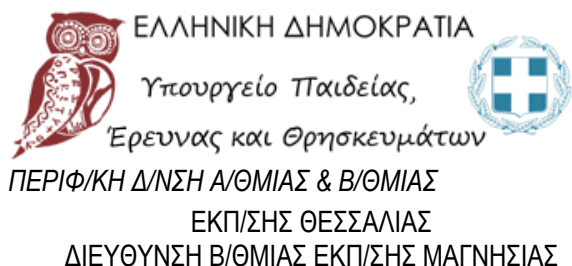 ΕΛΛΗΝΙΚΗ ΔΗΜΟΚΡΑΤΙΑ
Υπουργείο Παιδείας,
Έρευνας και Θρησκευμάτων
ΠΕΡΙΦ/ΚΗ Δ/ΝΣΗ Α/ΘΜΙΑΣ & Β/ΘΜΙΑΣ
ΕΚΠ/ΣΗΣ ΘΕΣΣΑΛΙΑΣ
ΔΙΕΥΘΥΝΣΗ Β/ΘΜΙΑΣ ΕΚΠ/ΣΗΣ ΜΑΓΝΗΣΙΑΣ